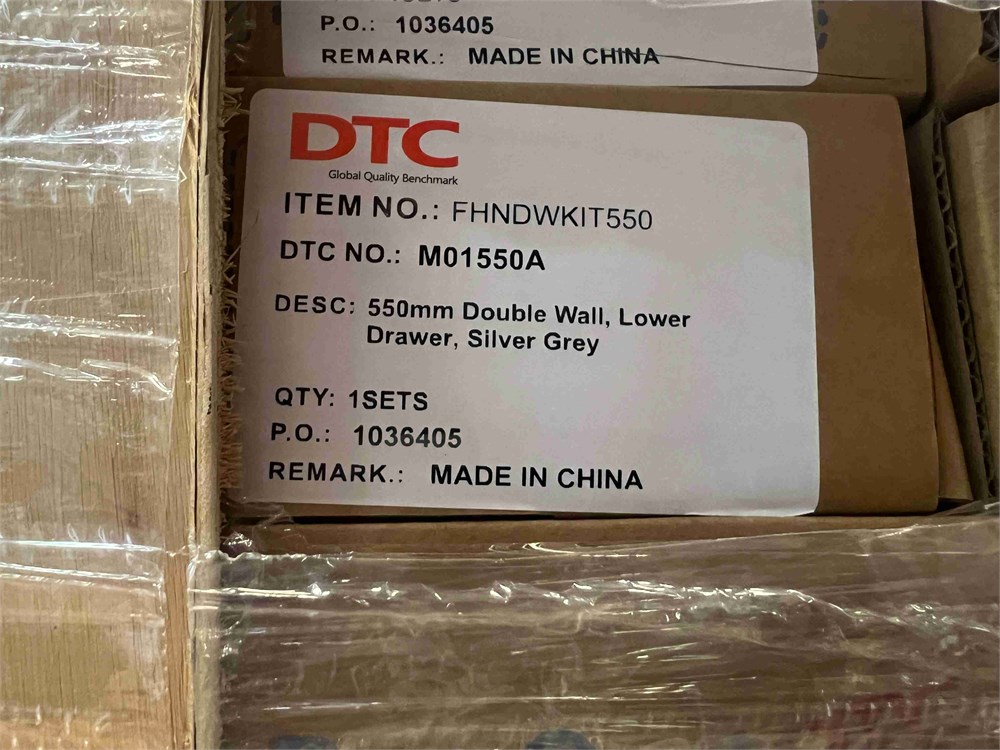 P.O.: 1036405
REMARK.: MADE IN CHINA
DTC
Global Quality Benchmark
ITEM NO.: FHNDWKIT550
DTC NO.: M01550A
DESC: 550mm Double Wall, Lower
Drawer, Silver Grey
QTY: 1SETS
P.O.: 1036405
REMARK.: MADE IN CHINA